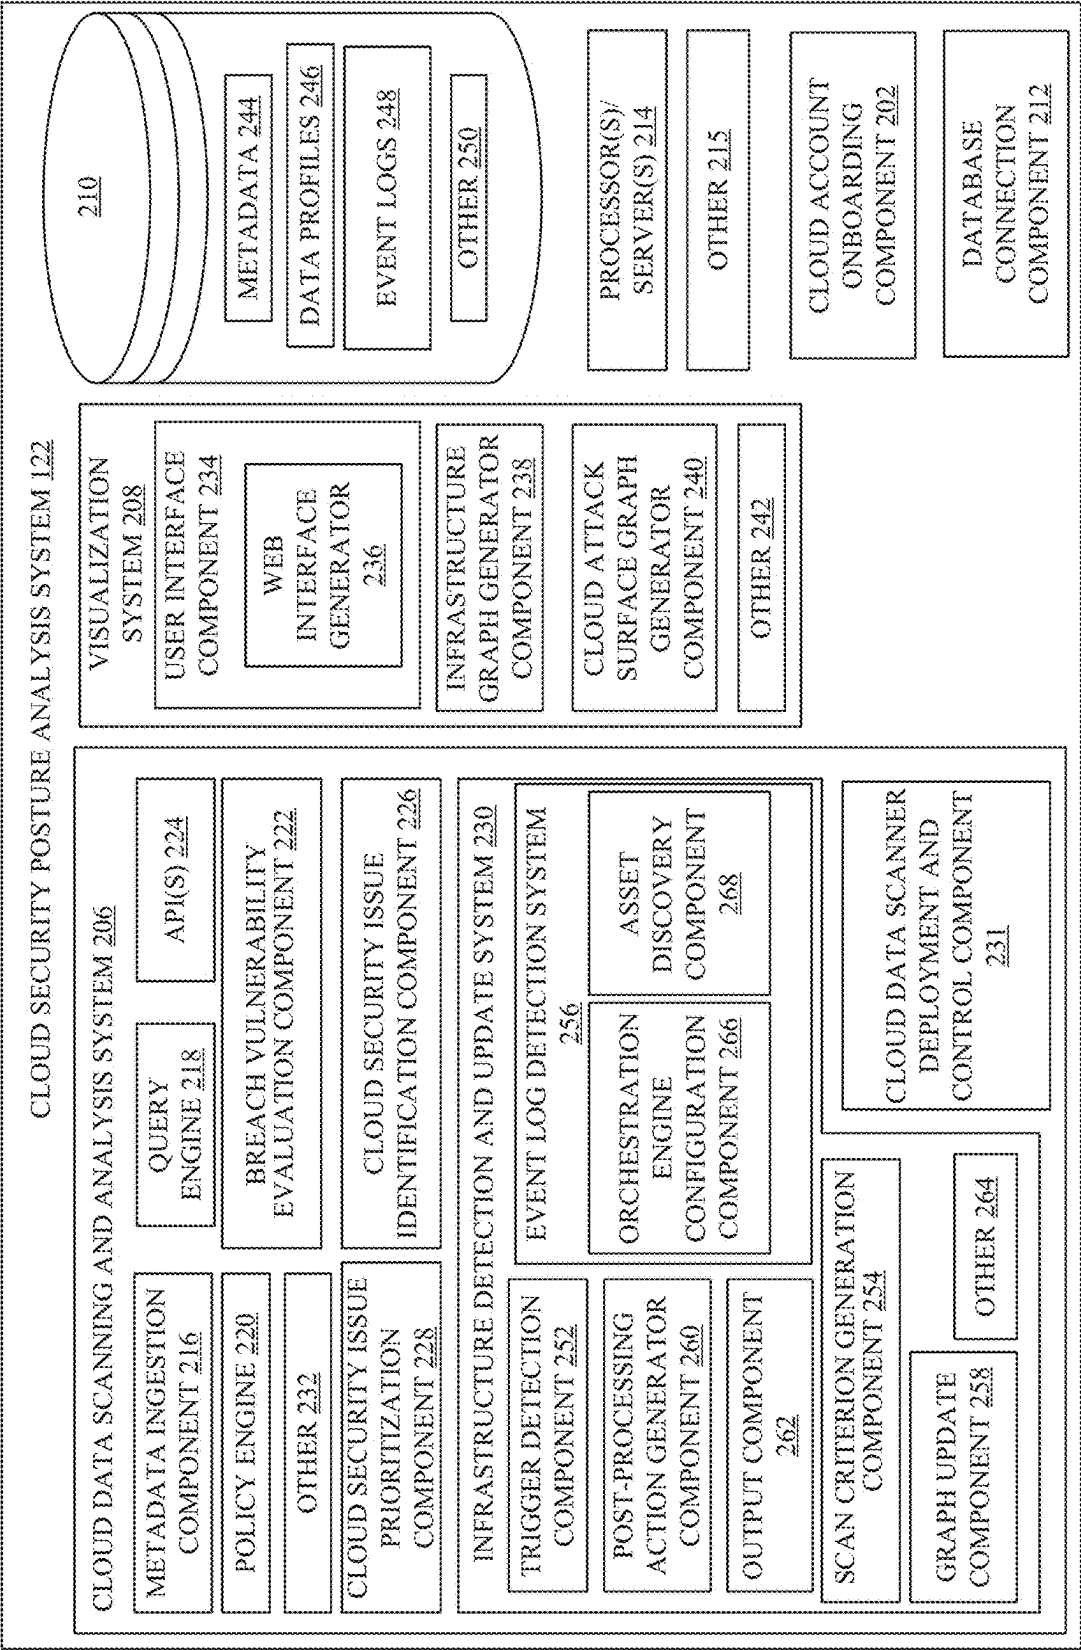 CLOUD SECURITY POSTURE ANALYSIS SYSTEM 122
CLOUD DATA SCANNING AND ANALYSIS SYSTEM 206
METADATA INGESTION
COMPONENT 216
QUERY
ENGINE 218
API(S) 224
POLICY ENGINE 220
BREACH VULNERABILITY
EVALUATION COMPONENT 222
OTHER 232
CLOUD SECURITY ISSUE
PRIORITIZATION
COMPONENT 228
CLOUD SECURITY ISSUE
IDENTIFICATION COMPONENT 226
INFRASTRUCTURE DETECTION AND UPDATE SYSTEM 230
TRIGGER DETECTION
COMPONENT 252
POST-PROCESSING
ACTION GENERATOR
COMPONENT 260
OUTPUT COMPONENT
262
EVENT LOG DETECTION SYSTEM
256
ORCHESTRATION
ENGINE
CONFIGURATION
COMPONENT 266
ASSET
DISCOVERY
COMPONENT
268
SCAN CRITERION GENERATION
COMPONENT 254
GRAPH UPDATE
COMPONENT 258
OTHER 264
CLOUD DATA SCANNER
DEPLOYMENT AND
CONTROL COMPONENT
231
VISUALIZATION
SYSTEM 208
USER INTERFACE
COMPONENT 234
WEB
INTERFACE
GENERATOR
236
INFRASTRUCTURE
GRAPH GENERATOR
COMPONENT 238
CLOUD ATTACK
SURFACE GRAPH
GENERATOR
COMPONENT 240
OTHER 242
210
METADATA 244
DATA PROFILES 246
EVENT LOGS 248
OTHER 250
PROCESSOR(S)/
SERVER(S) 214
OTHER 215
CLOUD ACCOUNT
ONBOARDING
COMPONENT 202
DATABASE
CONNECTION
COMPONENT 212